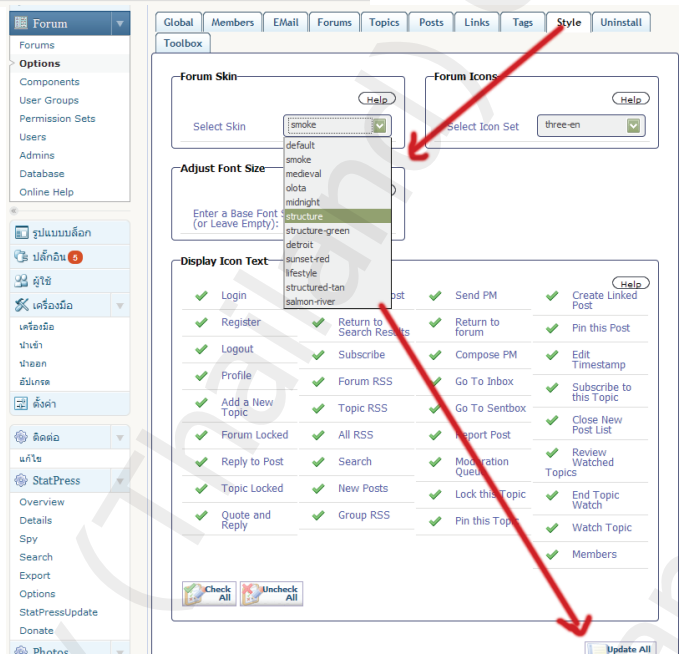 Forum
Forums
Options
Components
User Groups
Permission Sets
Users
Admins
Database
Online Help
รูปแบบบล็อก
ปลั๊กอิน 5
ผู้ใช้
เครื่องมือ
เครื่องมือ
นำเข้า
นำออก
อัปเกรด
ตั้งค่า
ติดต่อ
แก้ไข
StatPress
Overview
Details
Spy
Search
Export
Options
StatPressUpdate
Donate
Photos
Global Members EMail Forums Topics Posts Links Tags Style Uninstall
Toolbox
Forum Skin
Help
Select Skin
smoke
default
smoke
medieval
olota
midnight
structure
structure-green
detroit
sunset-red
lifestyle
structured-tan
salmon-river
Forum Icons
Help
Select Icon Set
three-en
Adjust Font Size
Enter a Base Font
(or Leave Empty):
Display Icon Text
Help
Login
Register
Logout
Profile
Add a New
Topic
Forum Locked
Reply to Post
Topic Locked
Quote and
Reply
Return to
Search Results
Subscribe
Forum RSS
Topic RSS
All RSS
Search
New Posts
Group RSS
Send PM
Return to
forum
Compose PM
Go To Inbox
Go To Sentbox
Report Post
Moderation
Queue
Lock this Topic
Pin this Topic
Create Linked
Post
Pin this Post
Edit
Timestamp
Subscribe to
this Topic
Close New
Post List
Review
Watched
Topics
End Topic
Watch
Watch Topic
Members
Check
All
Uncheck
All
Update All